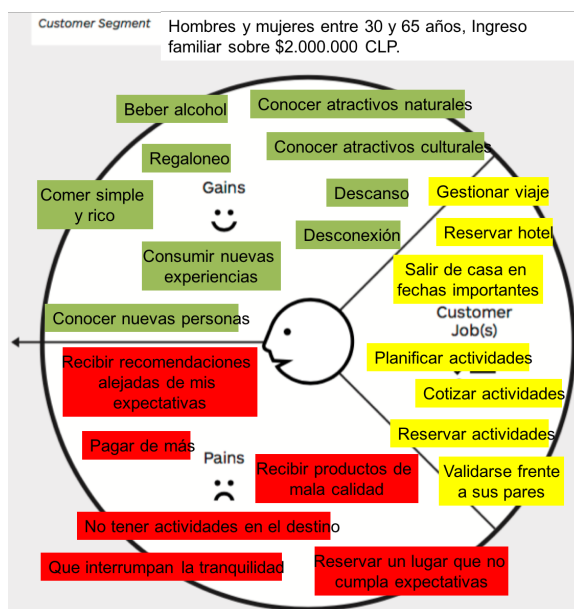 Customer Segment
Hombres y mujeres entre 30 y 65 años, Ingreso
familiar sobre $2.000.000 CLP.
Beber alcohol
Conocer atractivos naturales
Regaloneo
Conocer atractivos culturales
Comer simple
y rico
Gains
Descanso
Desconexión
Consumir nuevas
experiencias
Conocer nuevas personas
Gestionar viaje
Reservar hotel
Salir de casa en
fechas importantes
Customer
Job(s)
Planificar actividades
Cotizar actividades
Reservar actividades
Validarse frente
a sus pares
Recibir recomendaciones
alejadas de mis
expectativas
Pagar de más
Pains
Recibir productos de
mala calidad
No tener actividades en el destino
Que interrumpan la tranquilidad
Reservar un lugar que no
cumpla expectativas